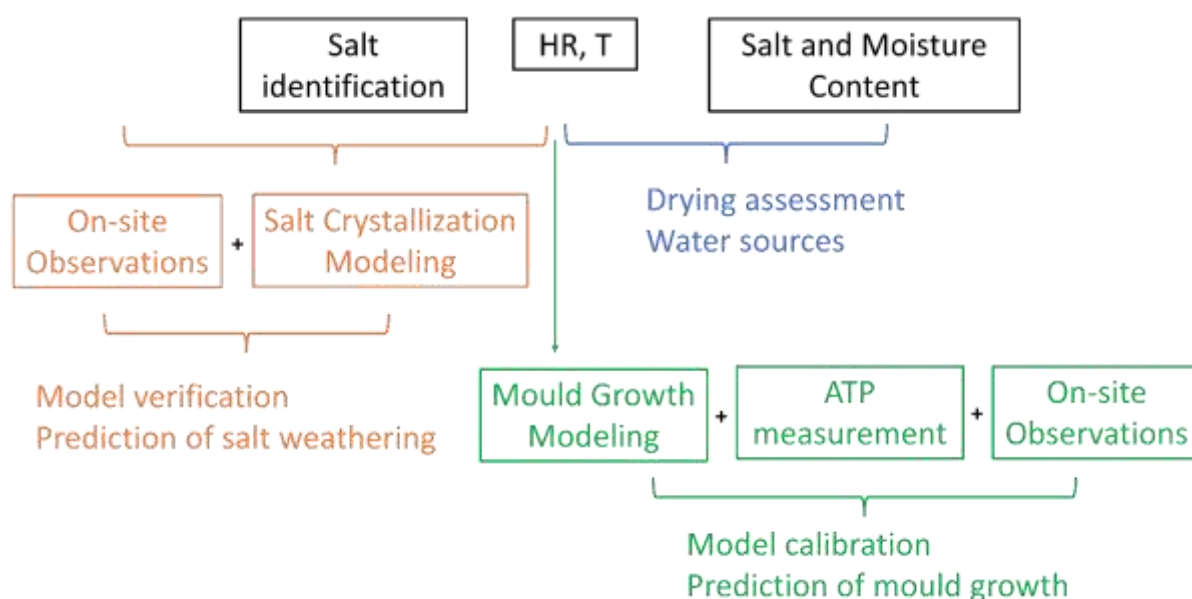 Salt
identification
HR, T
Salt and Moisture
Content
On-site
Observations
+
Salt Crystallization
Modeling
Drying assessment
Water sources
Model verification
Prediction of salt weathering
Mould Growth
Modeling
+
ATP
measurement
+
On-site
Observations
Model calibration
Prediction of mould growth